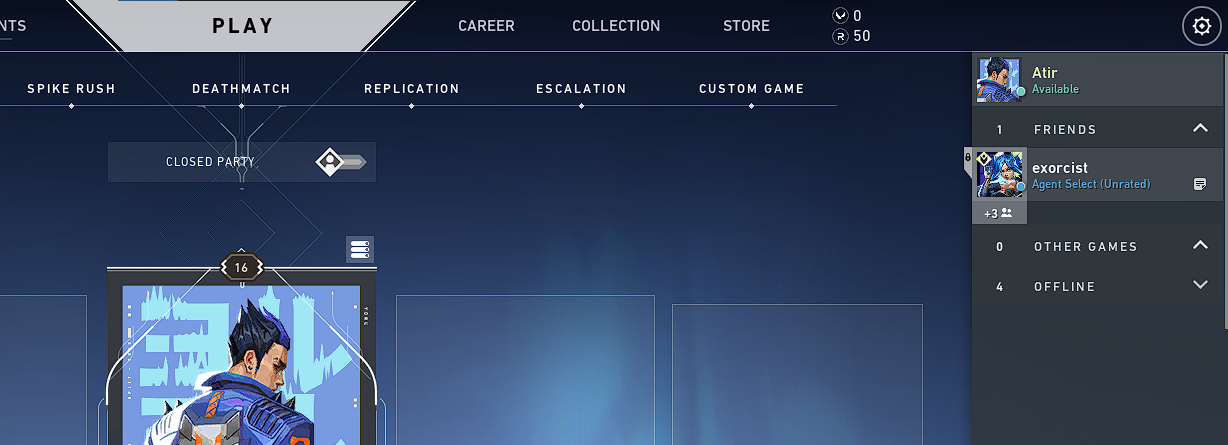 NTS
PLAY
CAREER
COLLECTION
STORE
0
R 50
SPIKE RUSH
DEATHMATCH
REPLICATION
ESCALATION
CUSTOM GAME
CLOSED PARTY
16
YORU
Atir
Available
1 FRIENDS
exorcist
Agent Select (Unrated)
+3
0 OTHER GAMES
4 OFFLINE